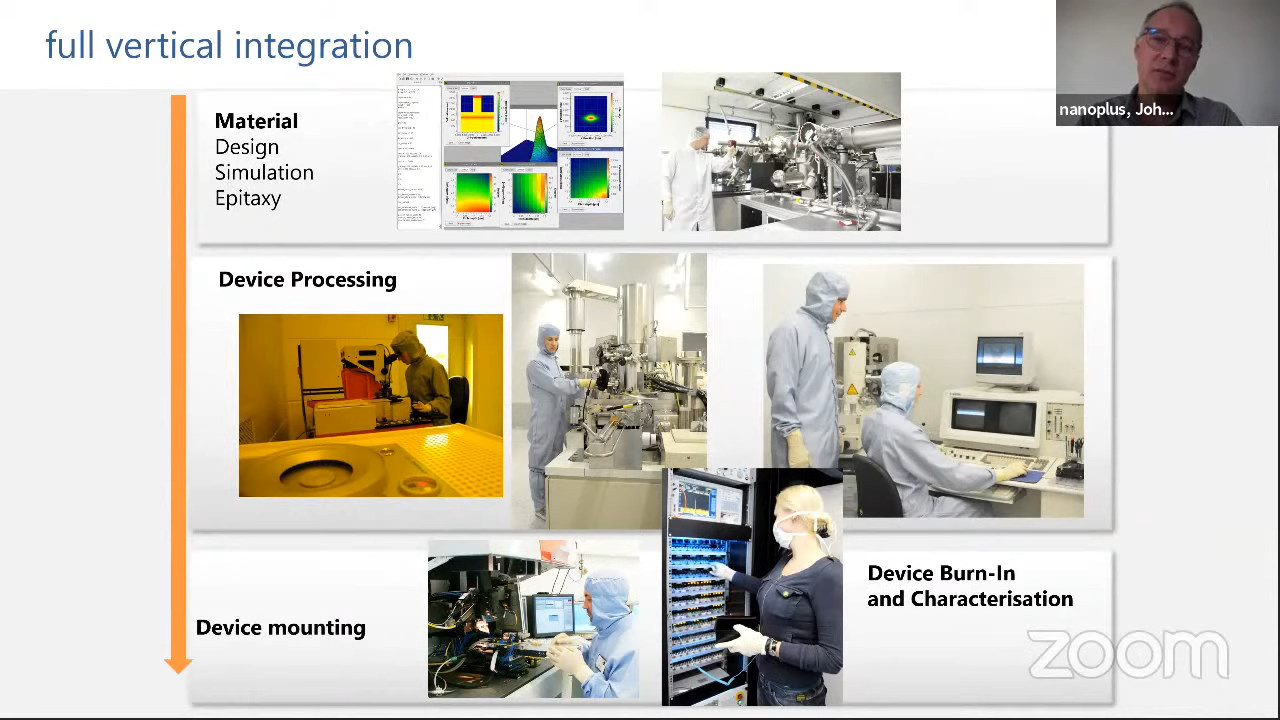 full vertical integration
nanoplus, Joh...
Material
Design
Simulation
Epitaxy
Device Processing
Device mounting
Device Burn-In
and Characterisation
zoom